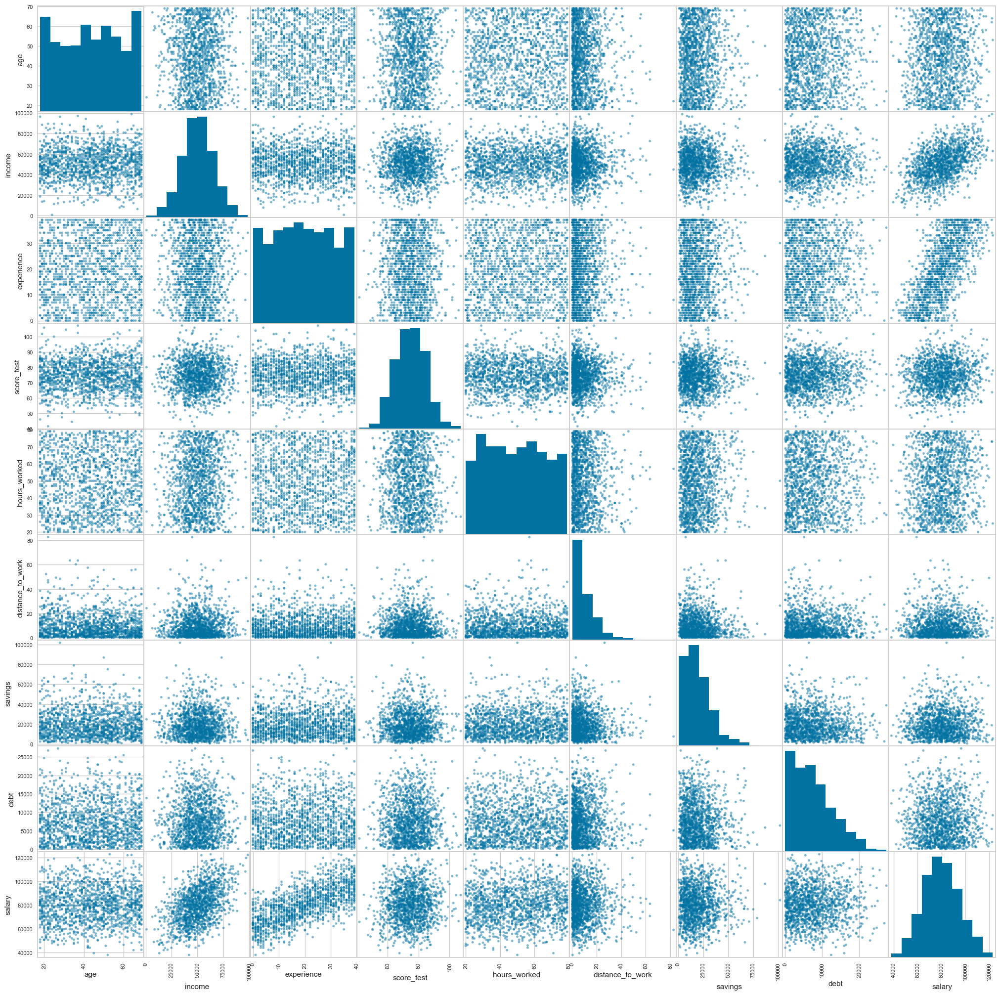 70
60
50
40
30
20
age
100000
80000
60000
40000
20000
0
income
30
20
10
0
experience
100
90
80
70
60
50
40
score_test
80
70
60
50
40
30
20
hours_worked
80
60
40
20
0
distance_to_work
100000
80000
60000
40000
20000
0
savings
25000
20000
15000
10000
5000
0
debt
120000
100000
80000
60000
40000
salary
20 40 60
0 25000 50000 75000 100000
0 10 20 30 40
60 80 100
20 40 60 80
0 20 40 60 80
0 25000 50000 75000 100000
0 10000 20000
40000 60000 80000 100000 120000
age income experience score_test hours_worked distance_to_work savings debt salary